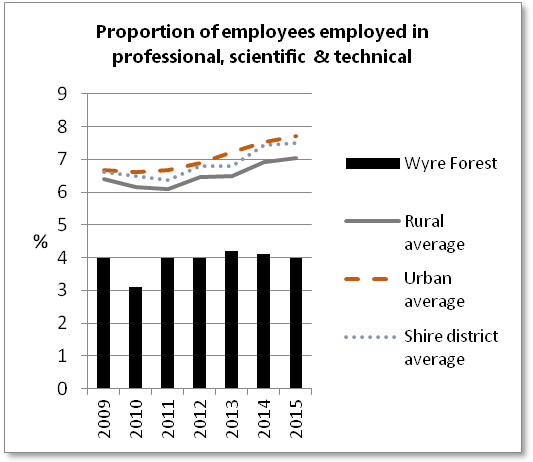 Proportion of employees employed in
professional, scientific & technical
9
8
7
6
5
4
3
2
1
0
%
2009
2010
2011
2012
2013
2014
2015
Wyre Forest
Rural
average
Urban
average
Shire district
average